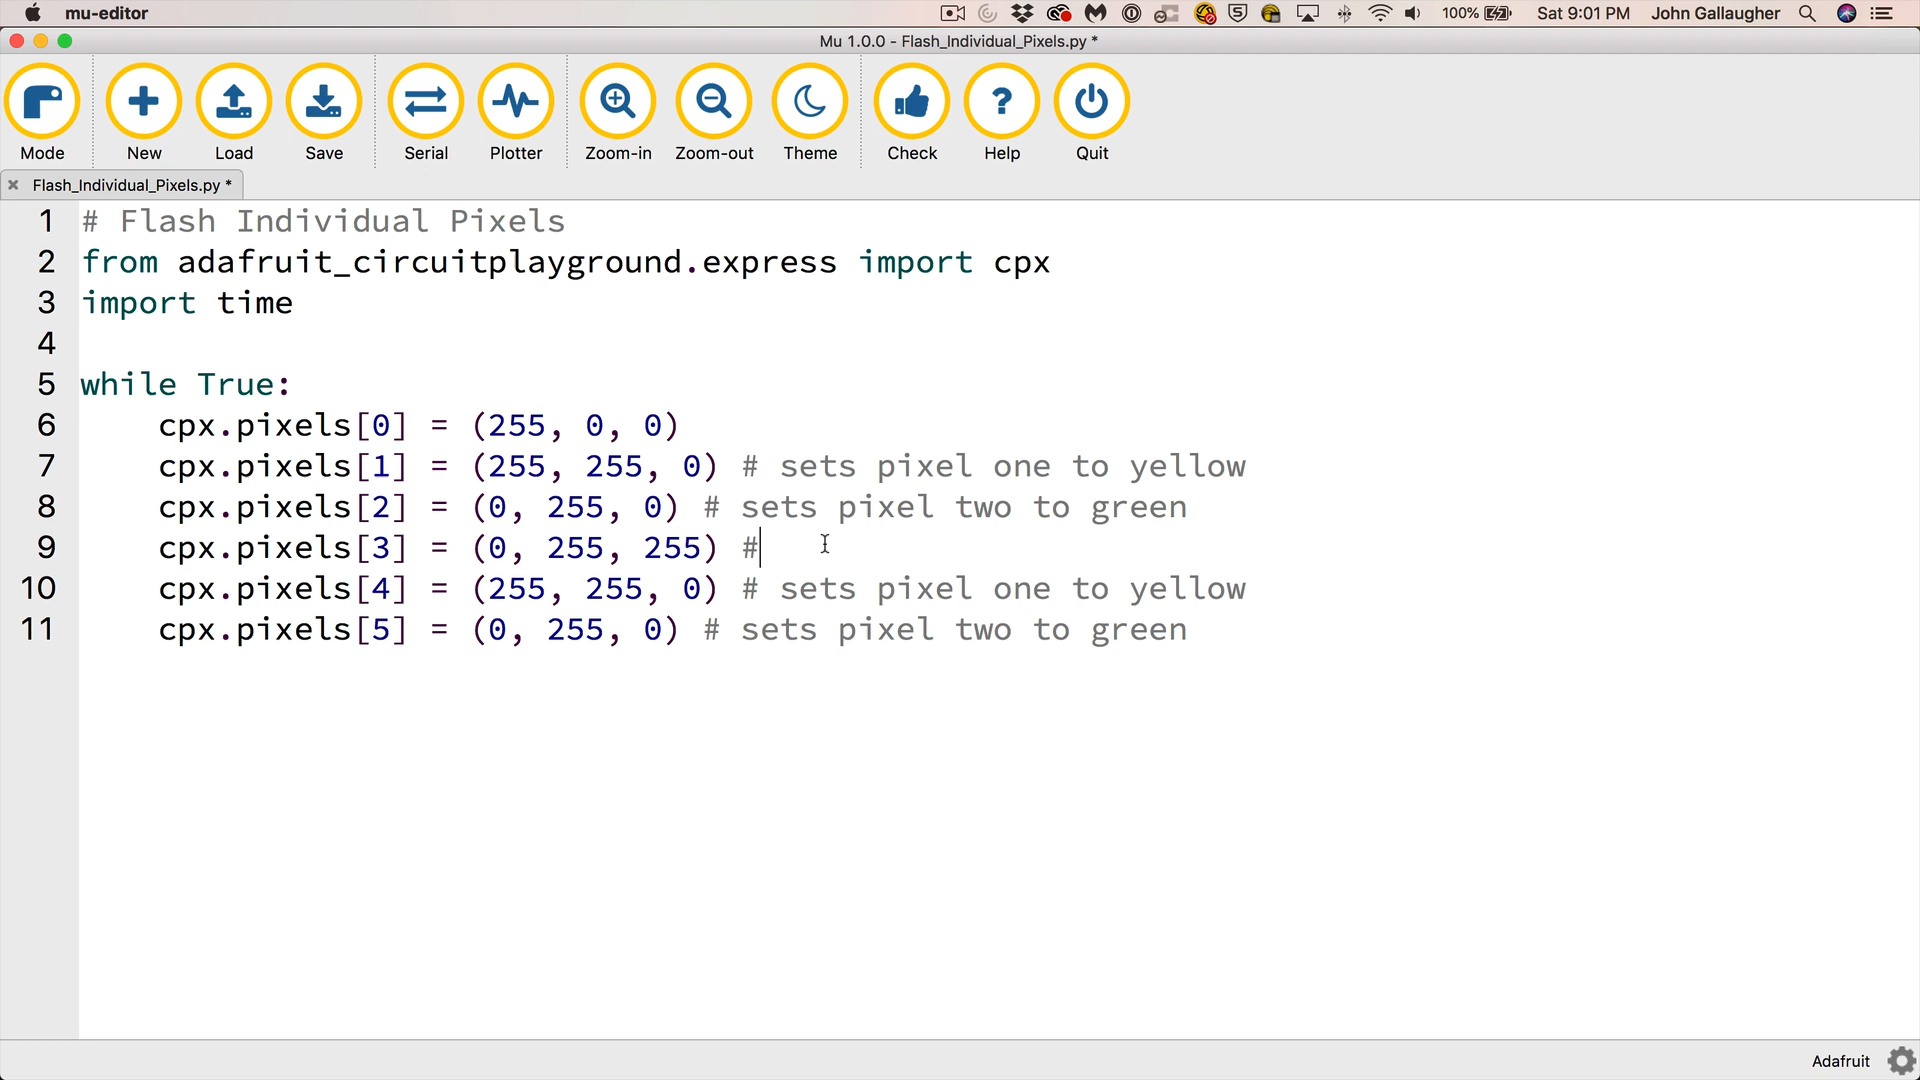 mu-editor
100%
Sat 9:01 PM
John Gallaugher
Mu 1.0.0 - Flash_Individual_Pixels.py *
Mode
New
Load
Save
Serial
Plotter
Zoom-in
Zoom-out
Theme
Check
Help
Quit
Flash_Individual_Pixels.py *
1 # Flash Individual Pixels
2 from adafruit_circuitplayground.express import cpx
3 import time
4
5 while True:
6 cpx.pixels[0] = (255, 0, 0)
7 cpx.pixels[1] = (255, 255, 0) # sets pixel one to yellow
8 cpx.pixels[2] = (0, 255, 0) # sets pixel two to green
9 cpx.pixels[3] = (0, 255, 255) #
10 cpx.pixels[4] = (255, 255, 0) # sets pixel one to yellow
11 cpx.pixels[5] = (0, 255, 0) # sets pixel two to green
Adafruit